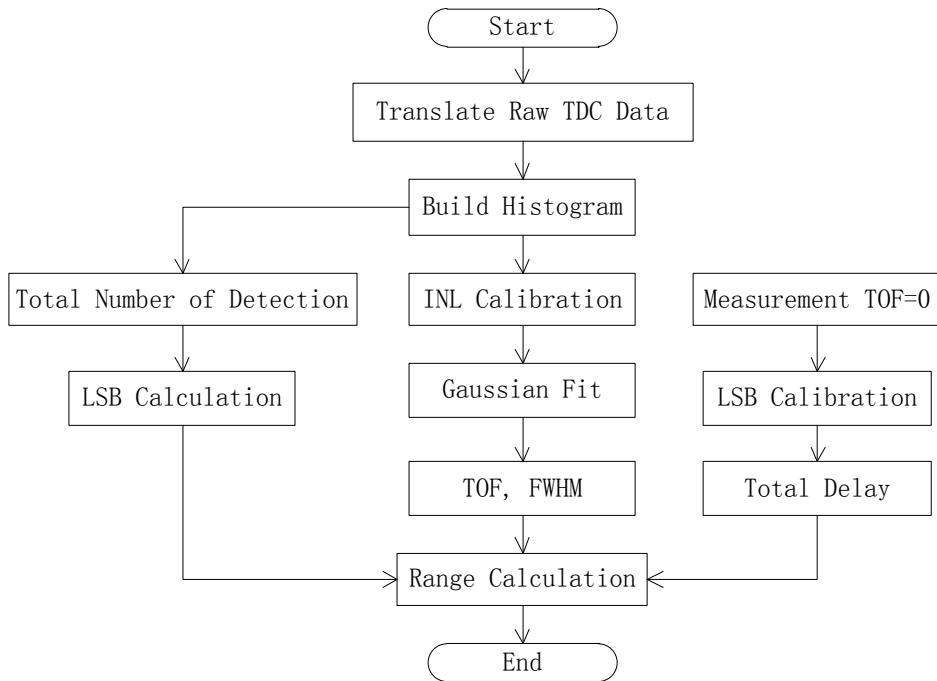 Start
Translate Raw TDC Data
Build Histogram
Total Number of Detection
INL Calibration
Measurement TOF=0
LSB Calculation
Gaussian Fit
LSB Calibration
TOF, FWHM
Total Delay
Range Calculation
End